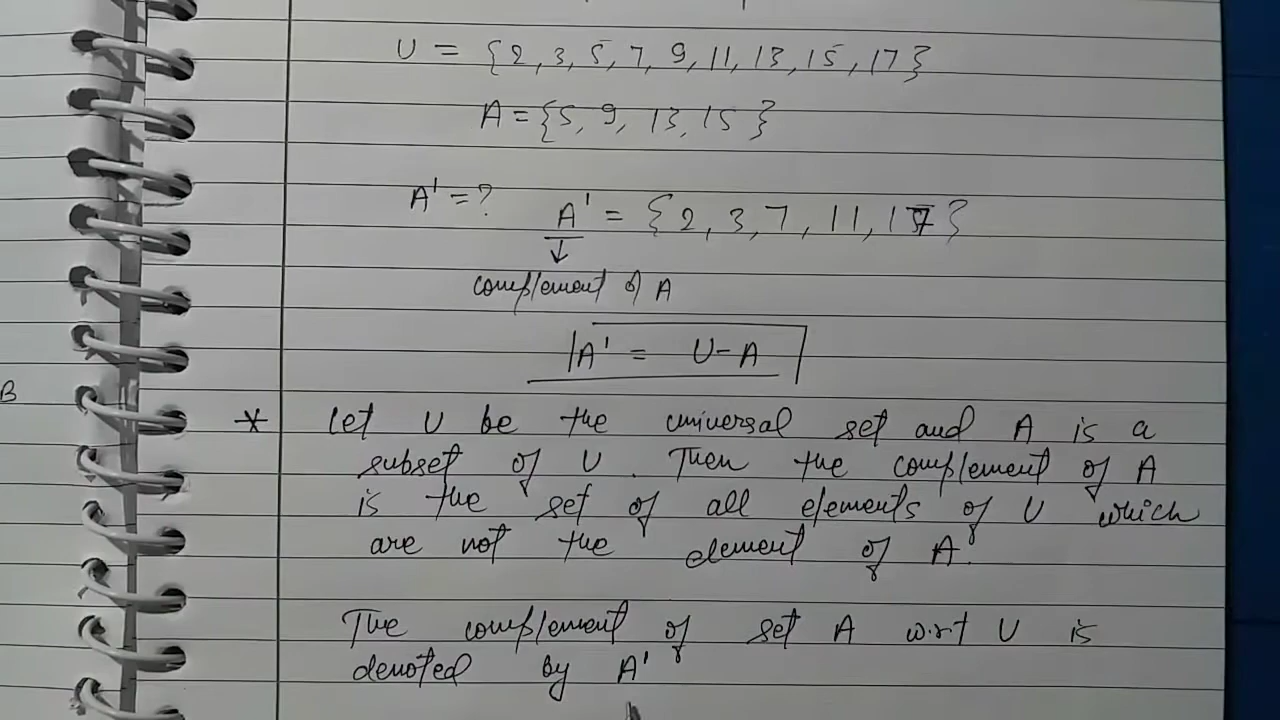 U = {2, 3, 5, 7, 9, 11, 13, 15, 17}
A = {5, 9, 13, 15}
A' = ?
A' = {2, 3, 7, 11, 17}
↓
complement of A
A' = U-A
B
* Let U be the universal set and A is a
subset of U. Then the complement of A
is the set of all elements of U which
are not the element of A.
The complement of set A w.r.t U is
denoted by A'